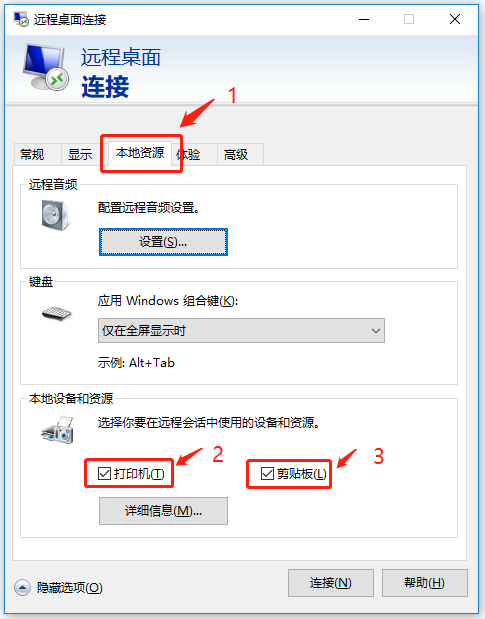 远程桌面连接
远程桌面
连接
1
常规 显示 本地资源 体验 高级
远程音频
配置远程音频设置。
设置(S)...
键盘
应用 Windows 组合键(K):
仅在全屏显示时
示例: Alt+Tab
本地设备和资源
选择你要在远程会话中使用的设备和资源。
2
3
打印机(T) 剪贴板(L)
详细信息(M)...
隐藏选项(O) 连接(N) 帮助(H)